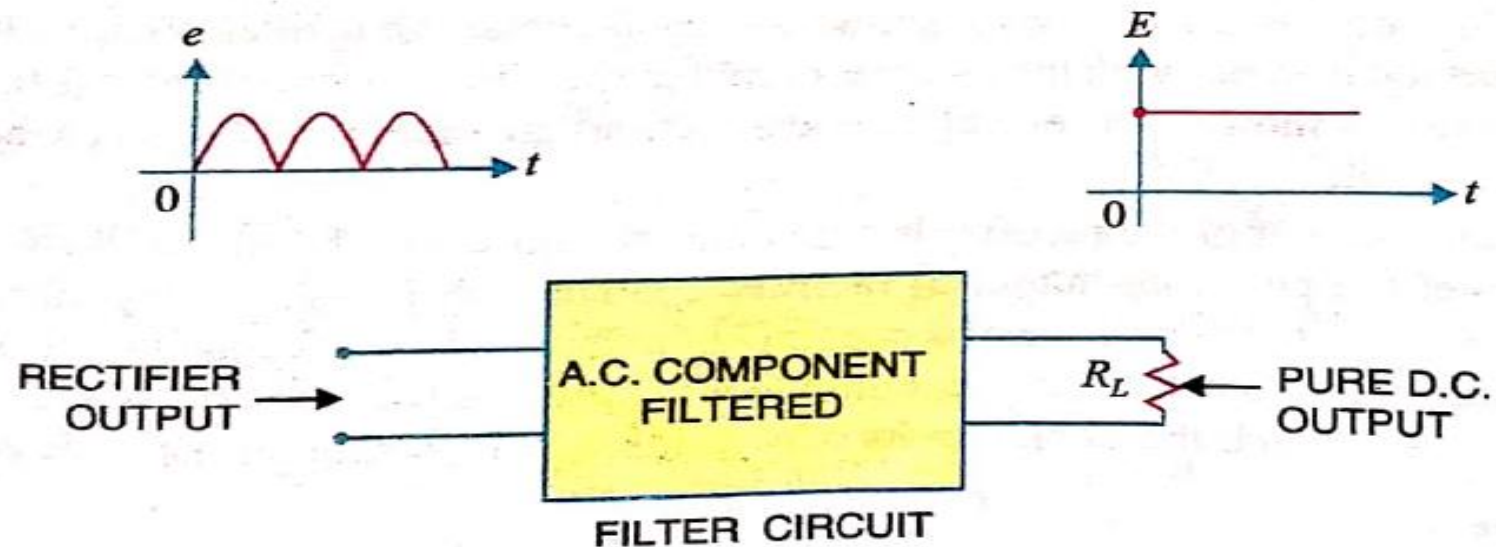 e
t
0
E
t
0
RECTIFIER
OUTPUT
A.C. COMPONENT
FILTERED
R_L
PURE D.C.
OUTPUT
FILTER CIRCUIT